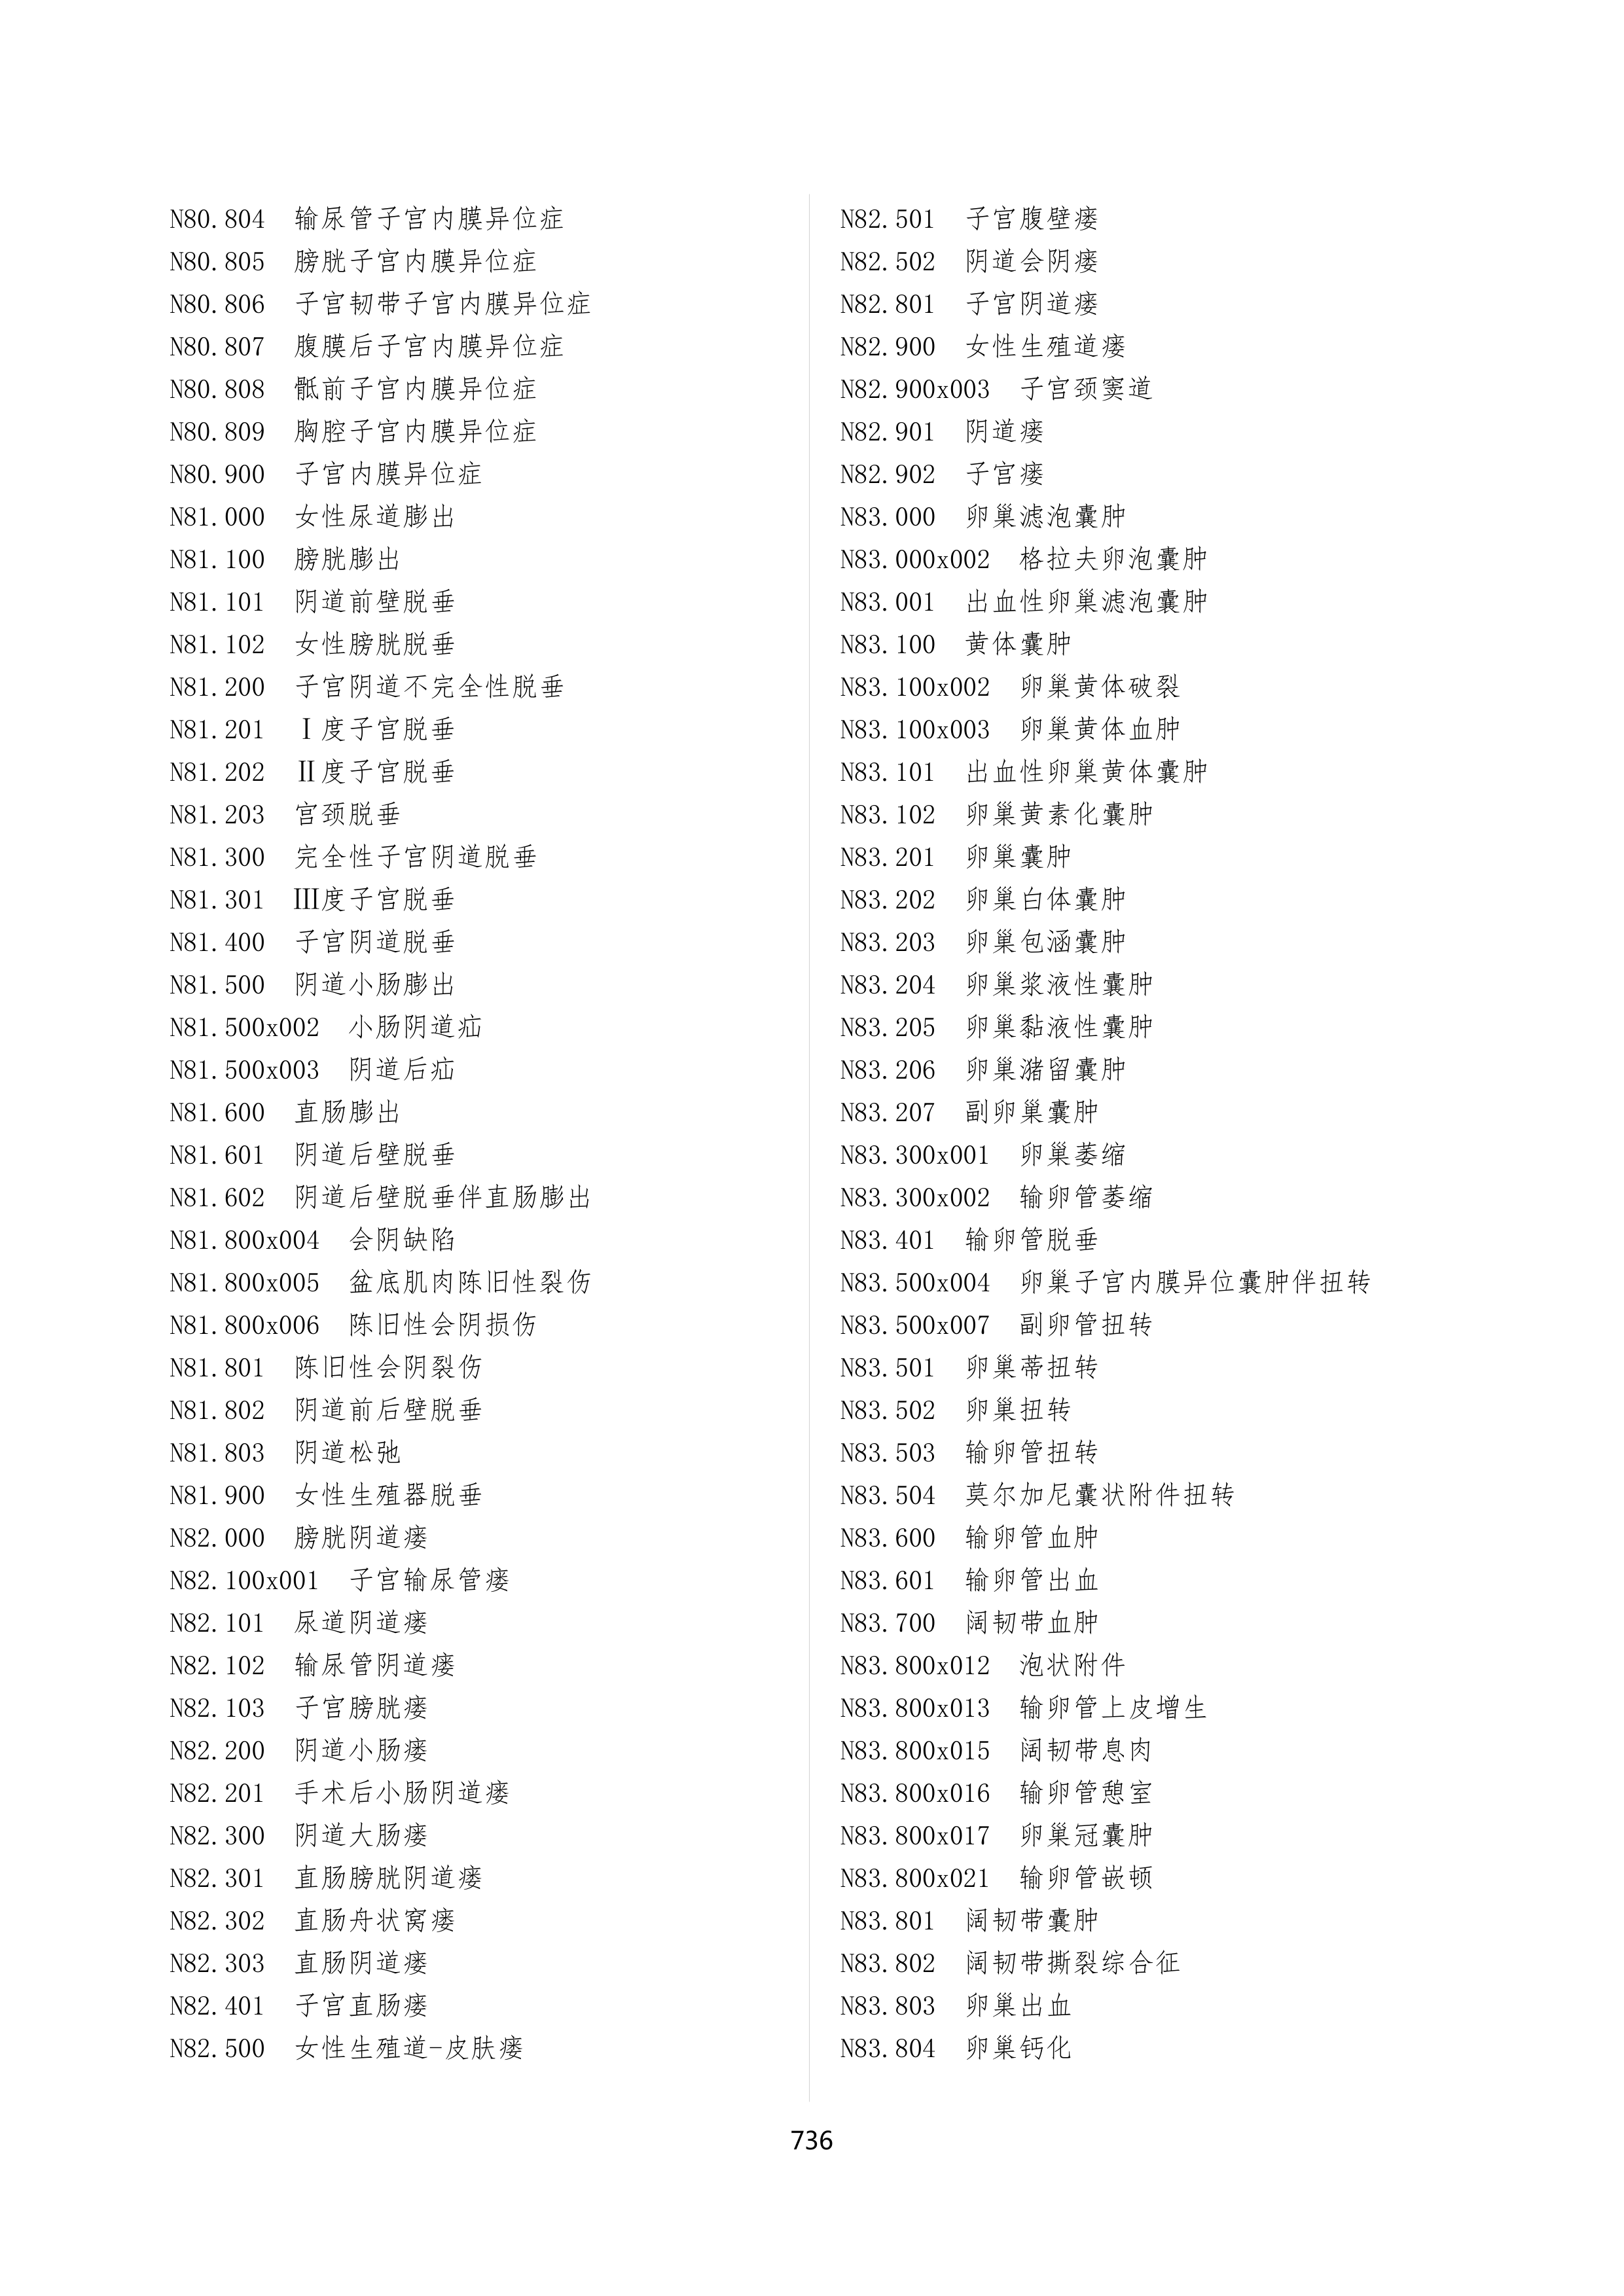 N80.804 输尿管子宫内膜异位症
N80.805 膀胱子宫内膜异位症
N80.806 子宫韧带子宫内膜异位症
N80.807 腹膜后子宫内膜异位症
N80.808 骶前子宫内膜异位症
N80.809 胸腔子宫内膜异位症
N80.900 子宫内膜异位症
N81.000 女性尿道膨出
N81.100 膀胱膨出
N81.101 阴道前壁脱垂
N81.102 女性膀胱脱垂
N81.200 子宫阴道不完全性脱垂
N81.201 Ⅰ度子宫脱垂
N81.202 Ⅱ度子宫脱垂
N81.203 宫颈脱垂
N81.300 完全性子宫阴道脱垂
N81.301 Ⅲ度子宫脱垂
N81.400 子宫阴道脱垂
N81.500 阴道小肠膨出
N81.500x002 小肠阴道疝
N81.500x003 阴道后疝
N81.600 直肠膨出
N81.601 阴道后壁脱垂
N81.602 阴道后壁脱垂伴直肠膨出
N81.800x004 会阴缺陷
N81.800x005 盆底肌肉陈旧性裂伤
N81.800x006 陈旧性会阴损伤
N81.801 陈旧性会阴裂伤
N81.802 阴道前后壁脱垂
N81.803 阴道松弛
N81.900 女性生殖器脱垂
N82.000 膀胱阴道瘘
N82.100x001 子宫输尿管瘘
N82.101 尿道阴道瘘
N82.102 输尿管阴道瘘
N82.103 子宫膀胱瘘
N82.200 阴道小肠瘘
N82.201 手术后小肠阴道瘘
N82.300 阴道大肠瘘
N82.301 直肠膀胱阴道瘘
N82.302 直肠舟状窝瘘
N82.303 直肠阴道瘘
N82.401 子宫直肠瘘
N82.500 女性生殖道-皮肤瘘
N82.501 子宫腹壁瘘
N82.502 阴道会阴瘘
N82.801 子宫阴道瘘
N82.900 女性生殖道瘘
N82.900x003 子宫颈窦道
N82.901 阴道瘘
N82.902 子宫瘘
N83.000 卵巢滤泡囊肿
N83.000x002 格拉夫卵泡囊肿
N83.001 出血性卵巢滤泡囊肿
N83.100 黄体囊肿
N83.100x002 卵巢黄体破裂
N83.100x003 卵巢黄体血肿
N83.101 出血性卵巢黄体囊肿
N83.102 卵巢黄素化囊肿
N83.201 卵巢囊肿
N83.202 卵巢白体囊肿
N83.203 卵巢包涵囊肿
N83.204 卵巢浆液性囊肿
N83.205 卵巢黏液性囊肿
N83.206 卵巢潴留囊肿
N83.207 副卵巢囊肿
N83.300x001 卵巢萎缩
N83.300x002 输卵管萎缩
N83.401 输卵管脱垂
N83.500x004 卵巢子宫内膜异位囊肿伴扭转
N83.500x007 副卵管扭转
N83.501 卵巢蒂扭转
N83.502 卵巢扭转
N83.503 输卵管扭转
N83.504 莫尔加尼囊状附件扭转
N83.600 输卵管血肿
N83.601 输卵管出血
N83.700 阔韧带血肿
N83.800x012 泡状附件
N83.800x013 输卵管上皮增生
N83.800x015 阔韧带息肉
N83.800x016 输卵管憩室
N83.800x017 卵巢冠囊肿
N83.800x021 输卵管嵌顿
N83.801 阔韧带囊肿
N83.802 阔韧带撕裂综合征
N83.803 卵巢出血
N83.804 卵巢钙化
736